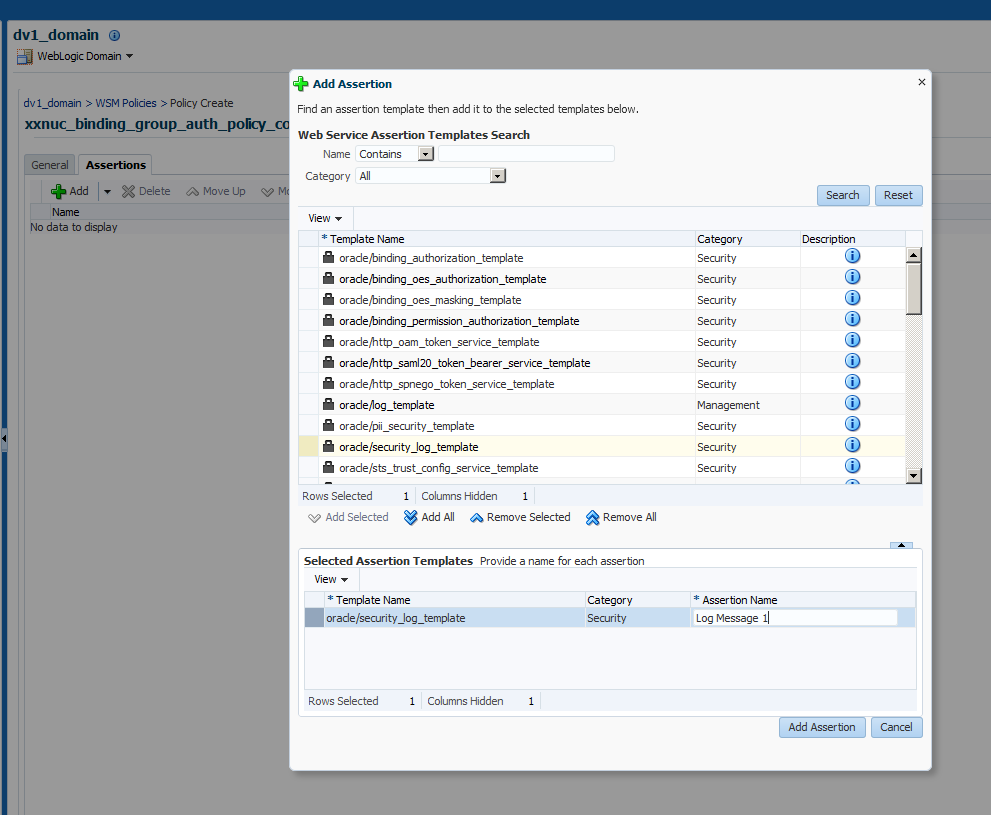 dv1_domain
WebLogic Domain
dv1_domain > WSM Policies > Policy Create
xxnuc_binding_group_auth_policy_co
General Assertions
Add Delete Move Up
Name
No data to display
Add Assertion
Find an assertion template then add it to the selected templates below.
Web Service Assertion Templates Search
Name Contains
Category All
Search Reset
View
* Template Name Category Description
oracle/binding_authorization_template Security
oracle/binding_oes_authorization_template Security
oracle/binding_oes_masking_template Security
oracle/binding_permission_authorization_template Security
oracle/http_oam_token_service_template Security
oracle/http_saml20_token_bearer_service_template Security
oracle/http_spnego_token_service_template Security
oracle/log_template Management
oracle/pii_security_template Security
oracle/security_log_template Security
oracle/sts_trust_config_service_template Security
Rows Selected 1 Columns Hidden 1
Add Selected Add All Remove Selected Remove All
Selected Assertion Templates Provide a name for each assertion
View
* Template Name Category * Assertion Name
oracle/security_log_template Security Log Message 1
Rows Selected 1 Columns Hidden 1
Add Assertion Cancel